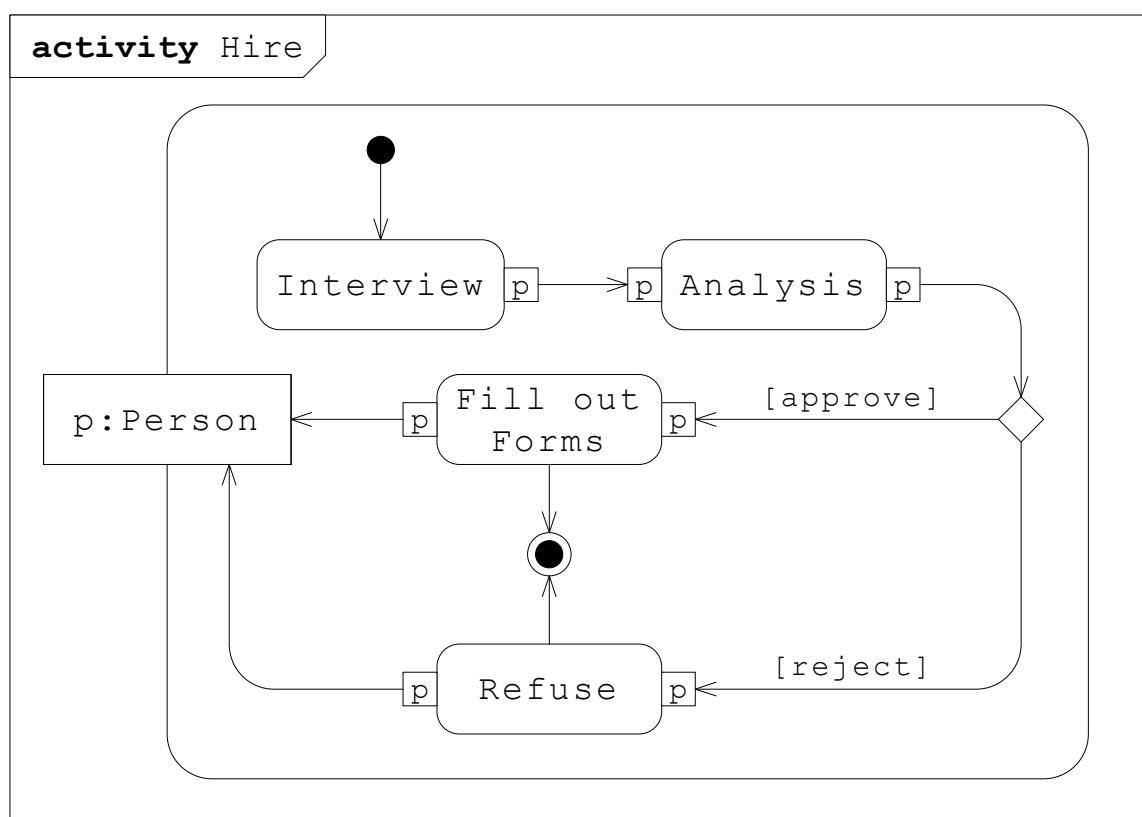 activity Hire
Interview
p
p
Analysis
p
p:Person
p
Fill out
Forms
p
[approve]
p
Refuse
p
[reject]